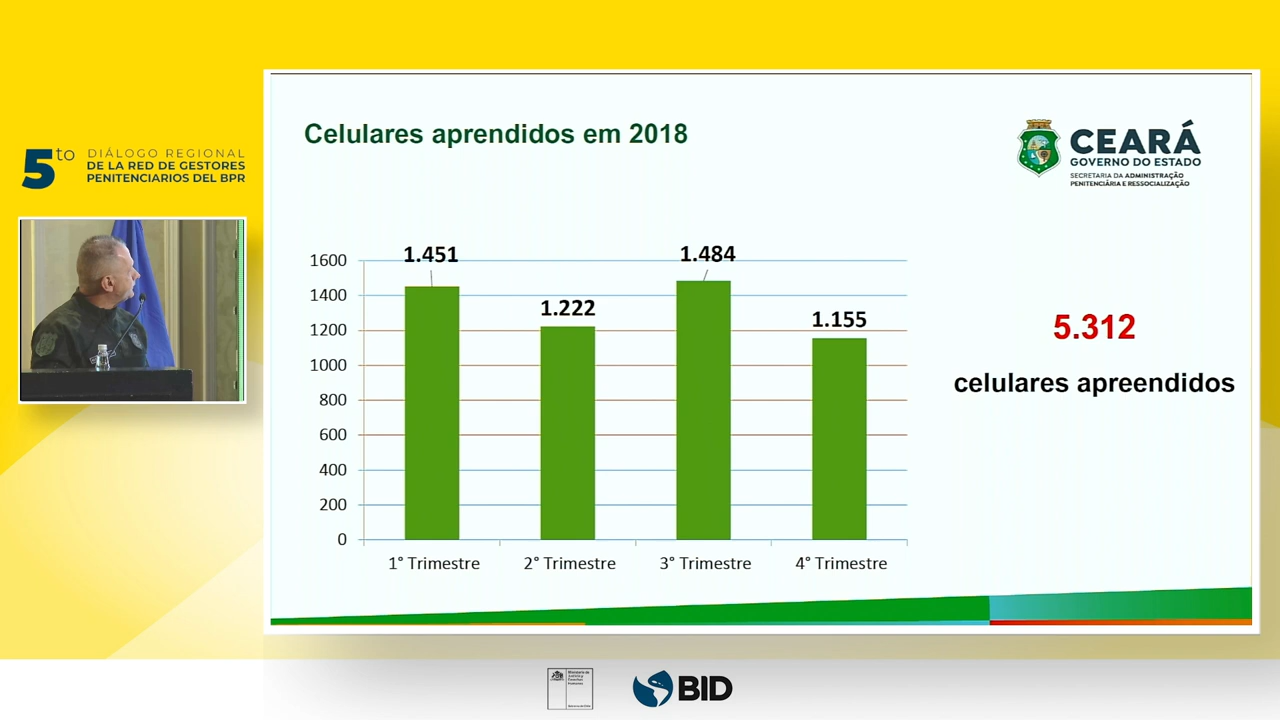 5to
DIÁLOGO REGIONAL
DE LA RED DE GESTORES
PENITENCIARIOS DEL BPR
Celulares aprendidos em 2018
CEARÁ
GOVERNO DO ESTADO
SECRETARIA DA ADMINISTRAÇÃO
PENITENCIÁRIA E RESSOCIALIZAÇÃO
1600
1400
1200
1000
800
600
400
200
0
1.451
1.222
1.484
1.155
1° Trimestre
2° Trimestre
3° Trimestre
4° Trimestre
5.312
celulares apreendidos
BID